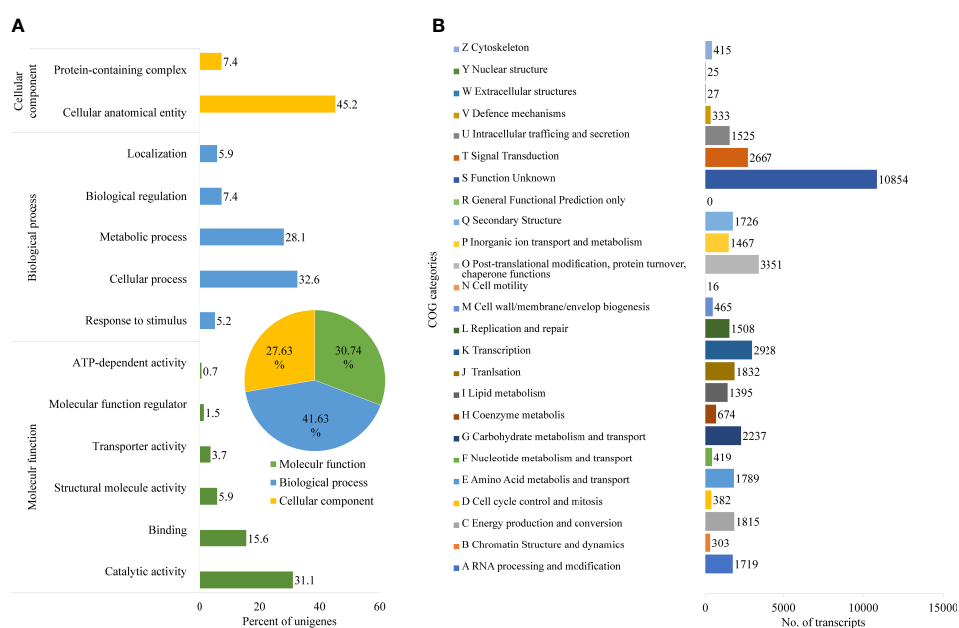 A
Cellular component
Protein-containing complex
7.4
Cellular anatomical entity
45.2
Biological process
Localization
5.9
Biological regulation
7.4
Metabolic process
28.1
Cellular process
32.6
Response to stimulus
5.2
Moleculr function
ATP-dependent activity
0.7
Molecular function regulator
1.5
Transporter activity
3.7
Structural molecule activity
5.9
Binding
15.6
Catalytic activity
31.1
0 20 40 60
Percent of unigenes
27.63 %
30.74 %
41.63 %
Moleculr function
Biological process
Cellular component
B
COG categories
Z Cytoskeleton
415
Y Nuclear structure
25
W Extracellular structures
27
V Defence mechanisms
333
U Intracellular trafficing and secretion
1525
T Signal Transduction
2667
S Function Unknown
10854
R General Functional Prediction only
0
Q Secondary Structure
1726
P Inorganic ion transport and metabolism
1467
O Post-translational modification, protein turnover,
chaperone functions
3351
N Cell motility
16
M Cell wall/membrane/envelop biogenesis
465
L Replication and repair
1508
K Transcription
2928
J Tranlsation
1832
I Lipid metabolism
1395
H Coenzyme metabolis
674
G Carbohydrate metabolism and transport
2237
F Nucleotide metabolism and transport
419
E Amino Acid metabolis and transport
1789
D Cell cycle control and mitosis
382
C Energy production and conversion
1815
B Chromatin Structure and dynamics
303
A RNA processing and modification
1719
0 5000 10000 15000
No. of transcripts